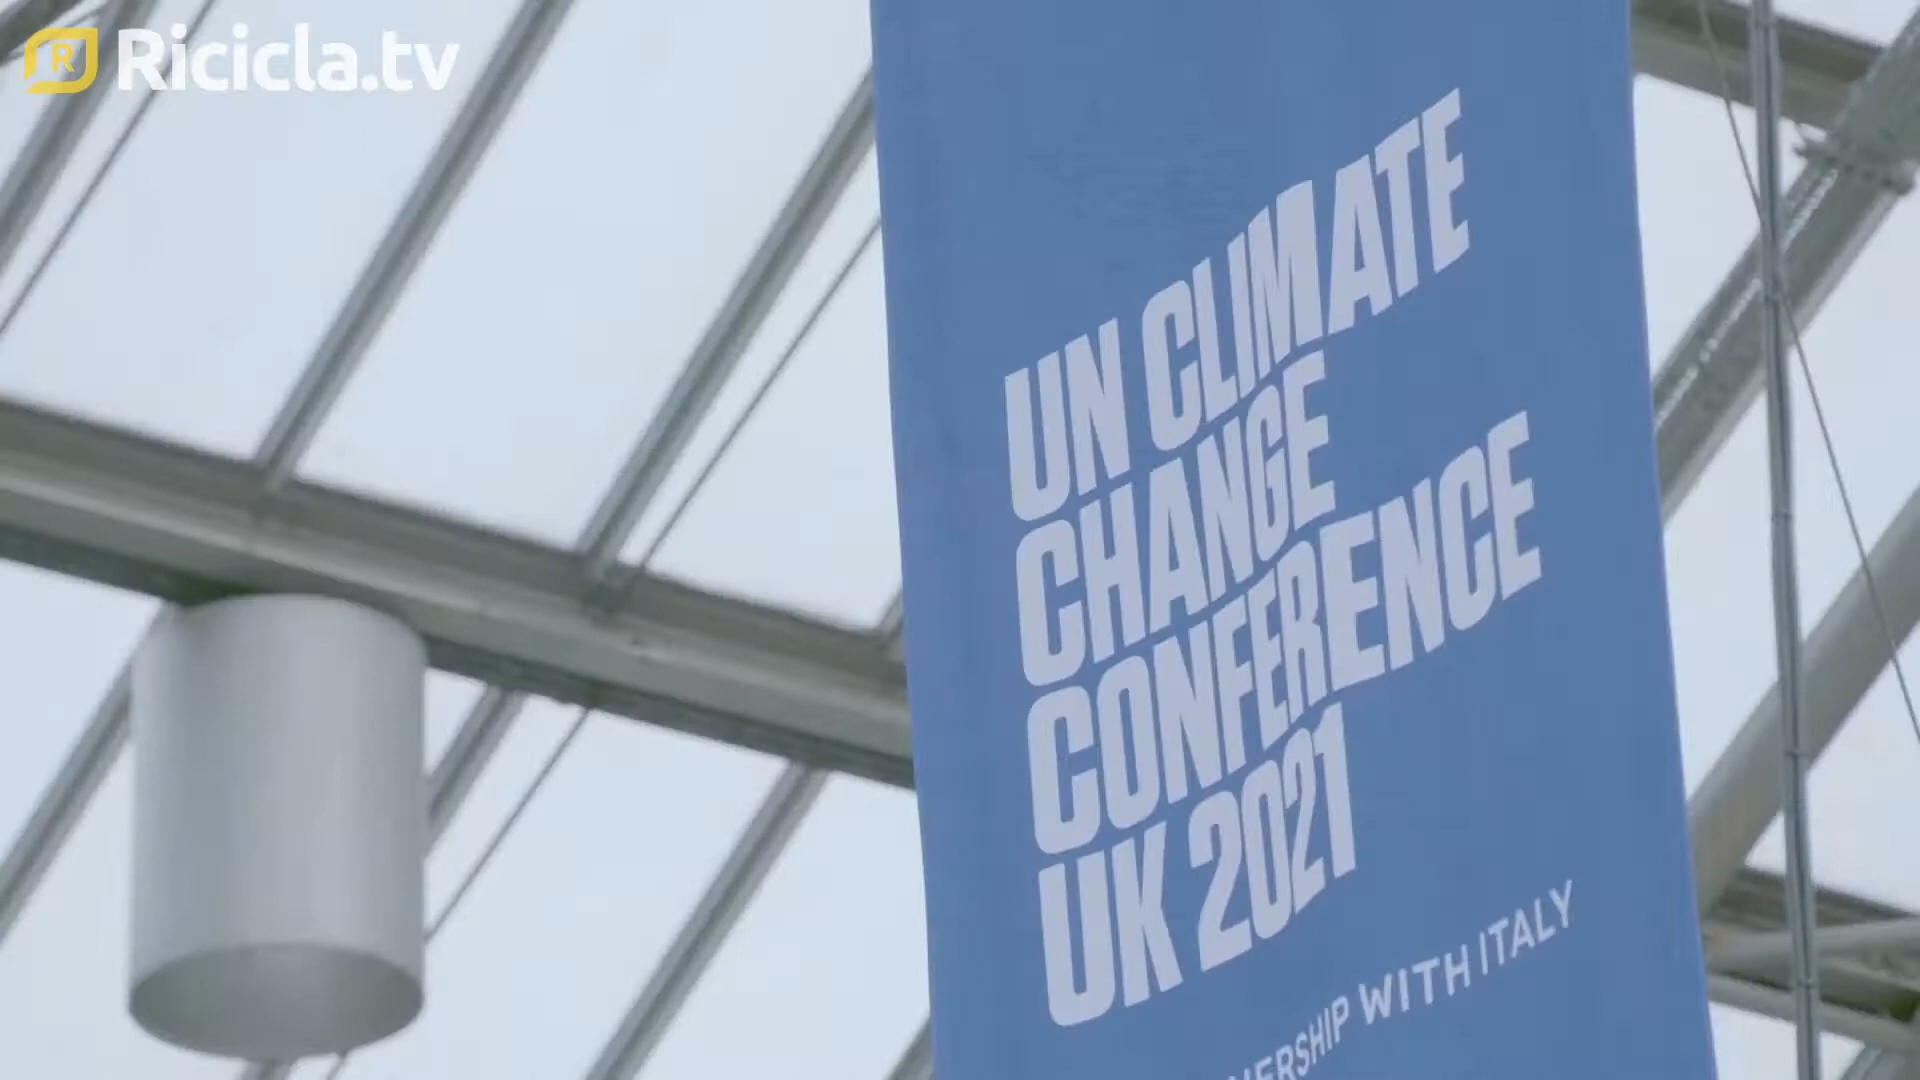 R Ricicla.tv
UN CLIMATE
CHANGE
CONFERENCE
UK 2021
WITH ITALY